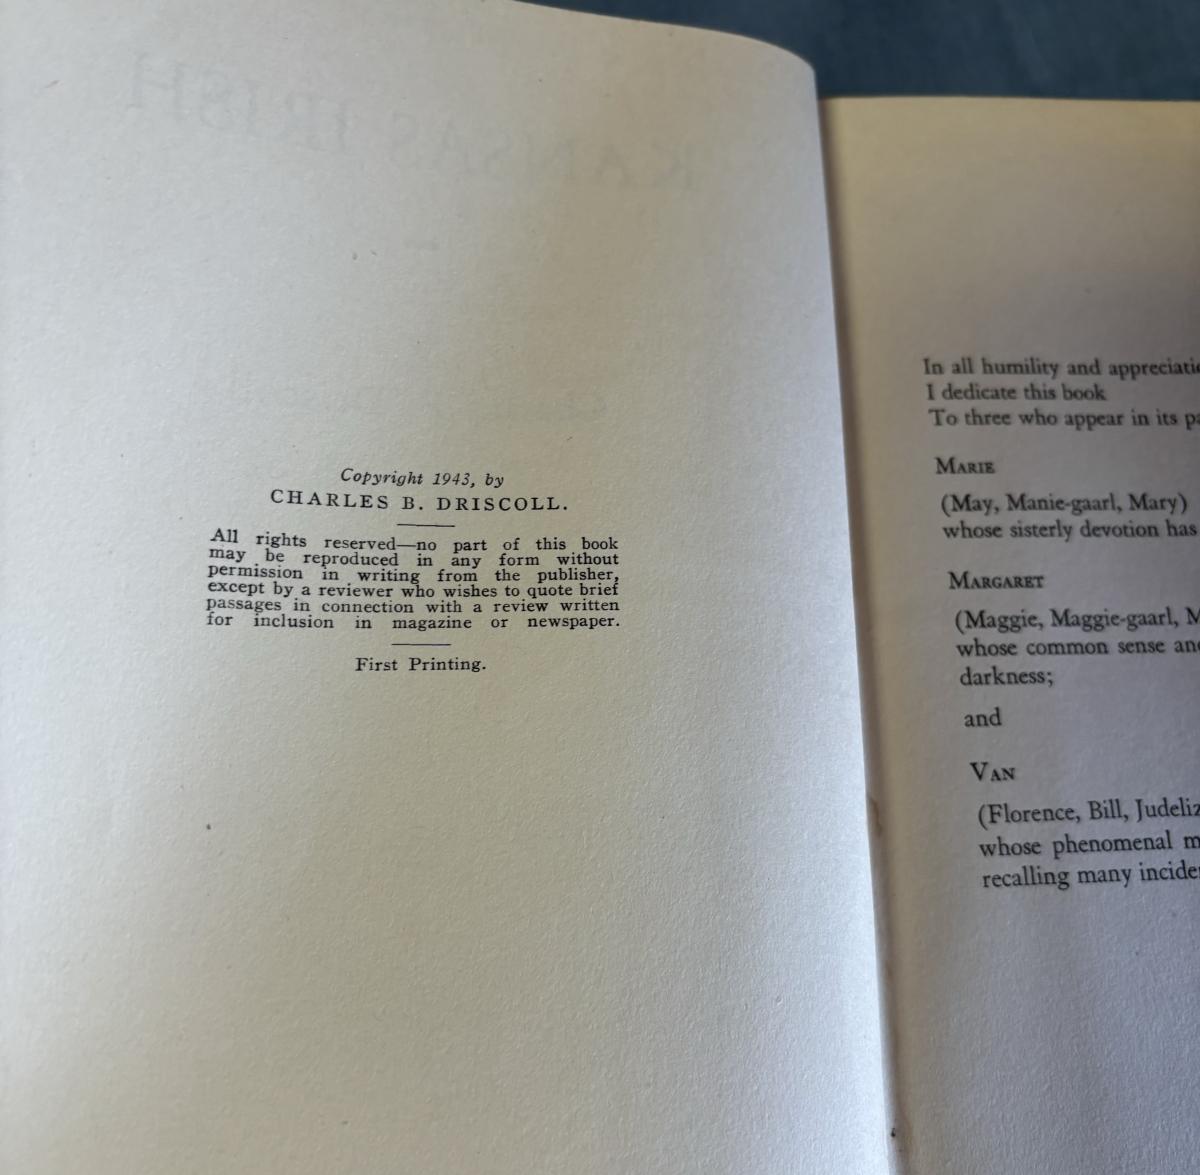 KANSAS IRISH
Copyright 1943, by
CHARLES B. DRISCOLL.
All rights reserved—no part of this book
may be reproduced in any form without
permission in writing from the publisher,
except by a reviewer who wishes to quote brief
passages in connection with a review written
for inclusion in magazine or newspaper.
First Printing.
In all humility and
I dedicate this book
To three who appear in its
MARIE
(May, Manie-gaarl, Mary)
whose sisterly devotion has
MARGARET
(Maggie, Maggie-gaarl,
whose common sense
darkness;
and
VAN
(Florence, Bill,
whose phenomenal
recalling many